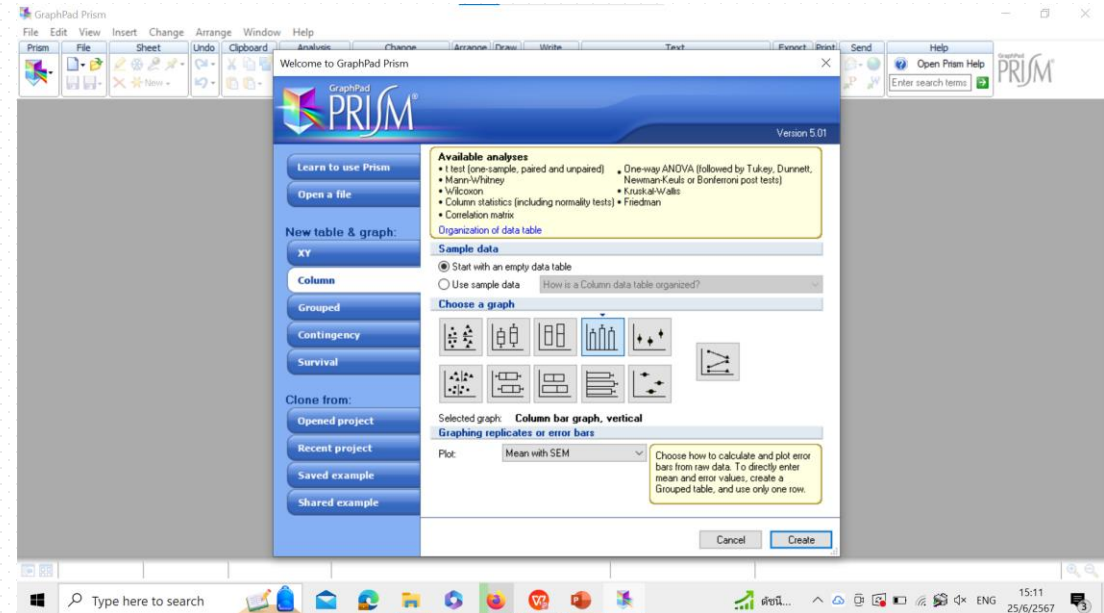 GraphPad Prism
File Edit View Insert Change Arrange Window Help
Prism File Sheet Undo Clipboard Analysis Change Arrange Draw Write Text Export Print Send Help
New
Open Prism Help
Enter search terms
PRISM
Welcome to GraphPad Prism
GraphPad
PRISM
Version 5.01
Learn to use Prism
Open a file
New table & graph:
XY
Column
Grouped
Contingency
Survival
Clone from:
Opened project
Recent project
Saved example
Shared example
Available analyses
• t test (one-sample, paired and unpaired)
• Mann-Whitney
• Wilcoxon
• Column statistics (including normality tests)
• Correlation matrix
• One-way ANOVA (followed by Tukey, Dunnett,
Newman-Keuls or Bonferroni post tests)
• Kruskal-Wallis
• Friedman
Organization of data table
Sample data
Start with an empty data table
Use sample data
How is a Column data table organized?
Choose a graph
Selected graph: Column bar graph, vertical
Graphing replicates or error bars
Plot: Mean with SEM
Choose how to calculate and plot error
bars from raw data. To directly enter
mean and error values, create a
Grouped table, and use only one row.
Cancel Create
Type here to search
ดัชนี... ENG
15:11
25/6/2567
3